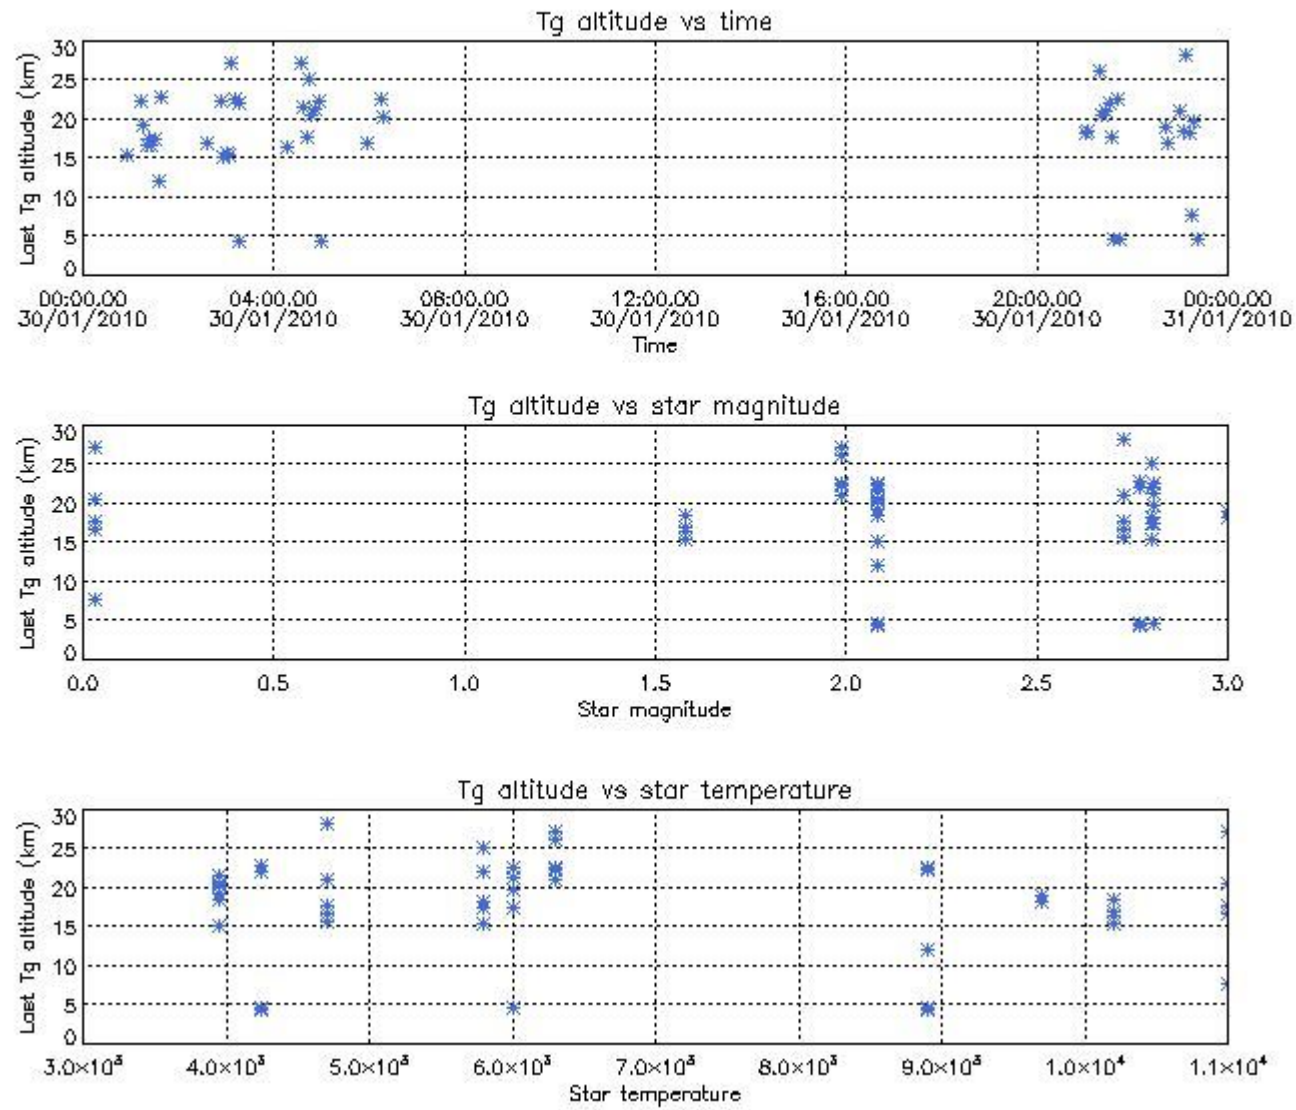 Tg altitude vs time
Last Tg altitude (km)
30
25
20
15
10
5
0
00:00.00 04:00.00 08:00.00 12:00.00 16:00.00 20:00.00 00:00.00
30/01/2010 30/01/2010 30/01/2010 30/01/2010 30/01/2010 30/01/2010 31/01/2010
Time
Tg altitude vs star magnitude
Last Tg altitude (km)
30
25
20
15
10
5
0
0.0 0.5 1.0 1.5 2.0 2.5 3.0
Star magnitude
Tg altitude vs star temperature
Last Tg altitude (km)
30
25
20
15
10
5
0
3.0×10³ 4.0×10³ 5.0×10³ 6.0×10³ 7.0×10³ 8.0×10³ 9.0×10³ 1.0×10⁴ 1.1×10⁴
Star temperature